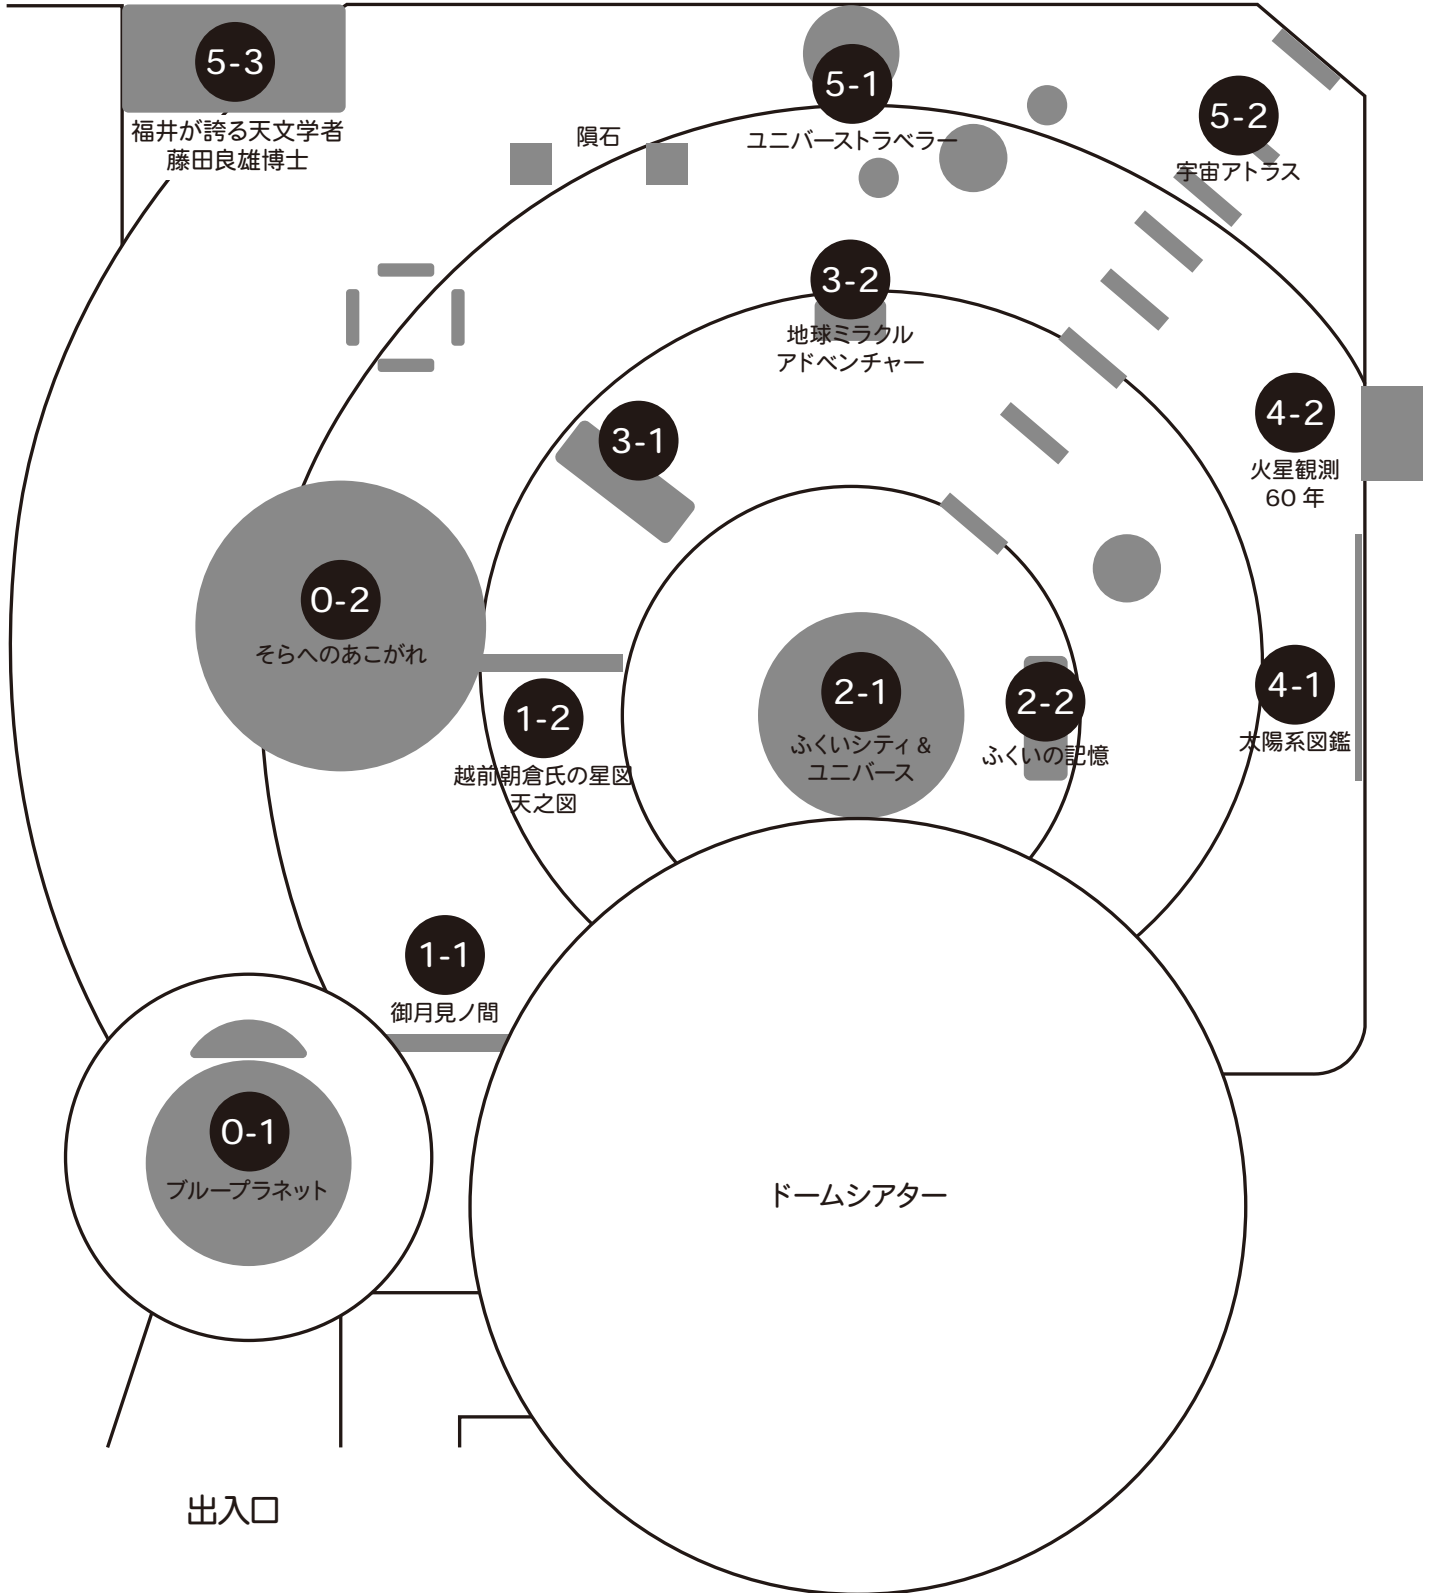 5-3
福井が誇る天文学者
藤田良雄博士
隕石
5-1
ユニバーストラベラー
5-2
宇宙アトラス
3-2
地球ミラクル
アドベンチャー
3-1
4-2
火星観測
60 年
0-2
そらへのあこがれ
1-2
越前朝倉氏の星図
天之図
2-1
ふくいシティ &
ユニバース
2-2
ふくいの記憶
4-1
太陽系図鑑
1-1
御月見ノ間
0-1
ブループラネット
ドームシアター
出入口